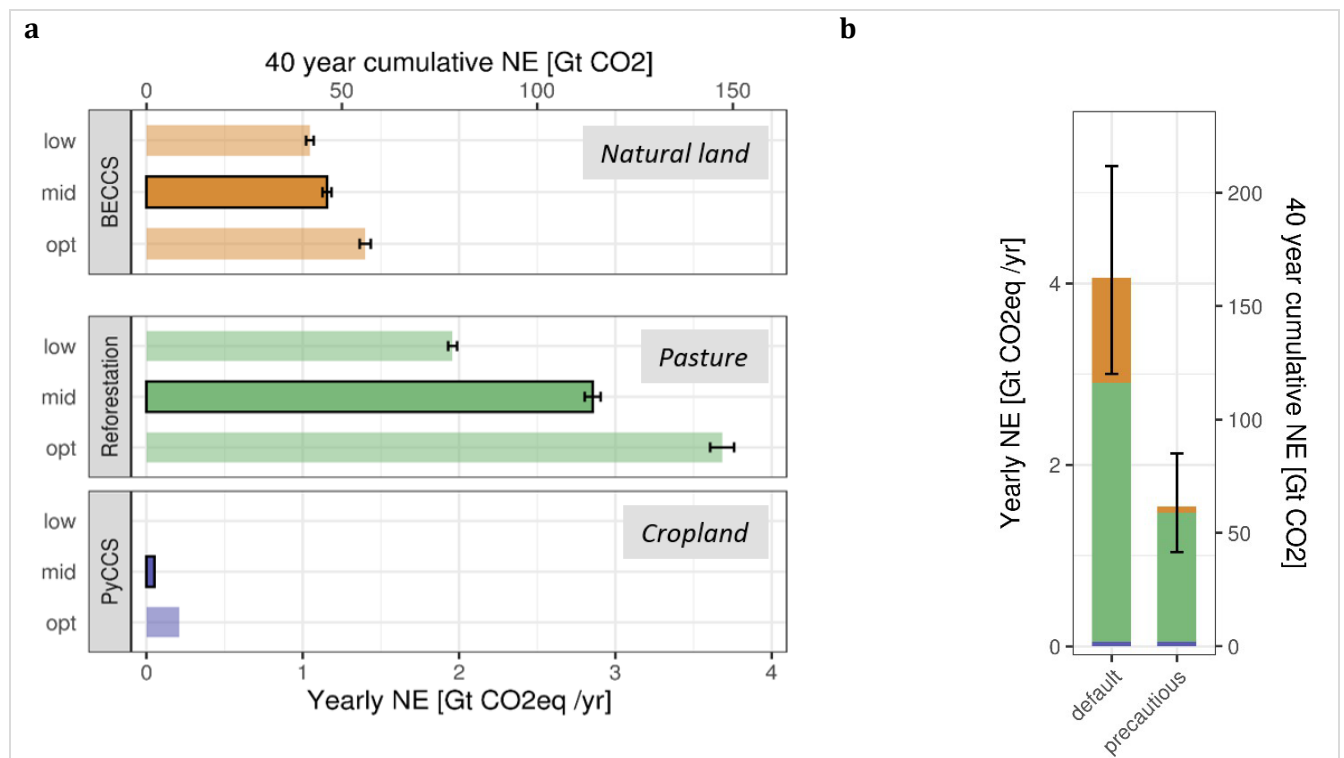 a
40 year cumulative NE [Gt CO2]
0 50 100 150
BECCS
low
mid
opt
Natural land
Reforestation
low
mid
opt
Pasture
PyCCS
low
mid
opt
Cropland
0 1 2 3 4
Yearly NE [Gt CO2eq /yr]
b
Yearly NE [Gt CO2eq /yr]
4
2
0
200
150
100
50
0
40 year cumulative NE [Gt CO2]
default
precautious